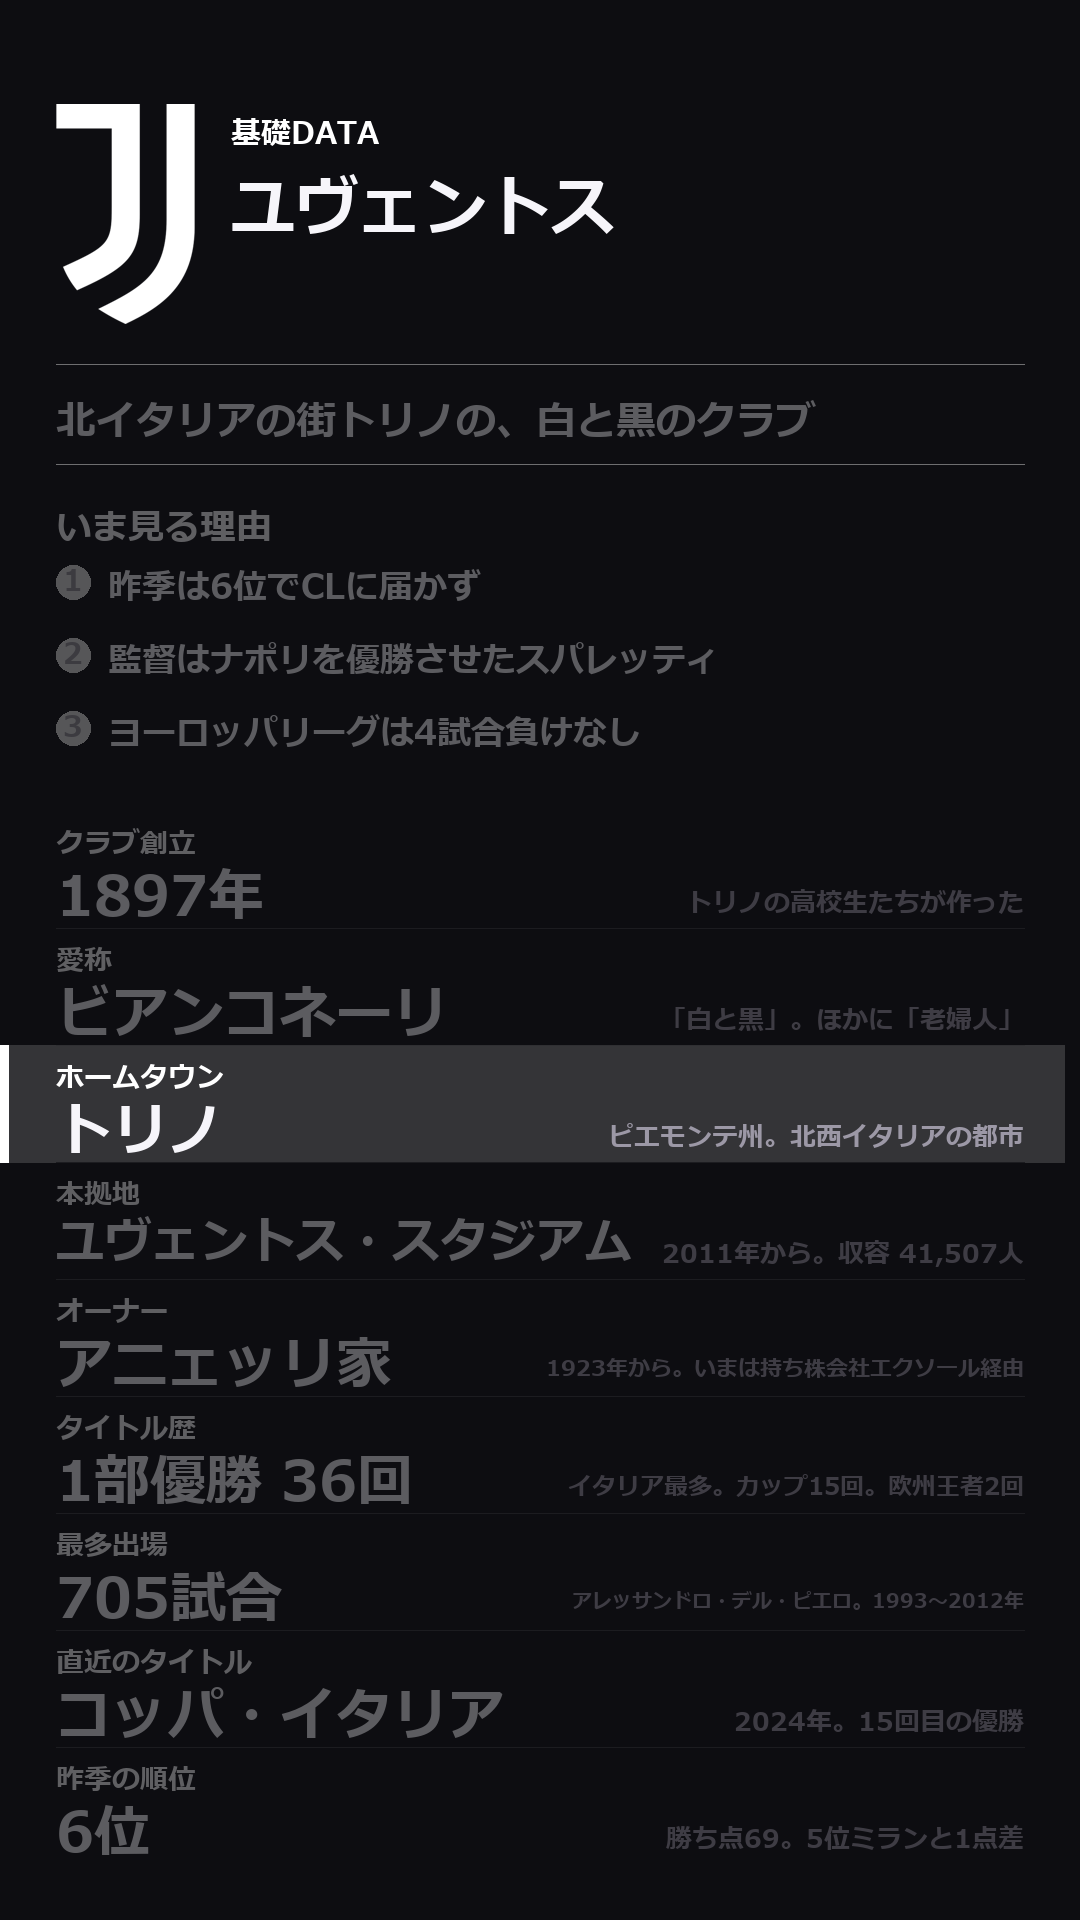 基礎DATA
ユヴェントス
北イタリアの街トリノの、白と黒のクラブ
いま見る理由
1 昨季は6位でCLに届かず
2 監督はナポリを優勝させたスパレッティ
3 ヨーロッパリーグは4試合負けなし
クラブ創立
1897年 トリノの高校生たちが作った
愛称
ビアンコネーリ 「白と黒」。ほかに「老婦人」
ホームタウン
トリノ ピエモンテ州。北西イタリアの都市
本拠地
ユヴェントス・スタジアム 2011年から。収容 41,507人
オーナー
アニェッリ家 1923年から。いまは持ち株会社エクソール経由
タイトル歴
1部優勝 36回 イタリア最多。カップ15回。欧州王者2回
最多出場
705試合 アレッサンドロ・デル・ピエロ。1993〜2012年
直近のタイトル
コッパ・イタリア 2024年。15回目の優勝
昨季の順位
6位 勝ち点69。5位ミランと1点差